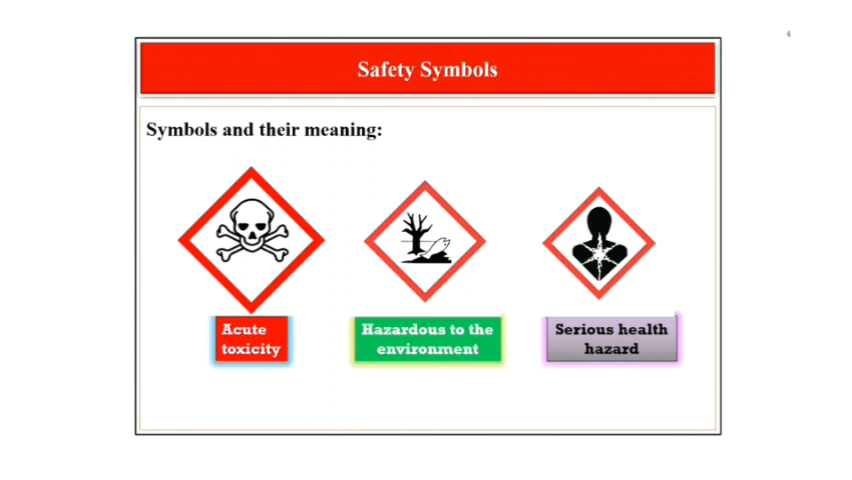 4
Safety Symbols
Symbols and their meaning:
Acute
toxicity
Hazardous to the
environment
Serious health
hazard